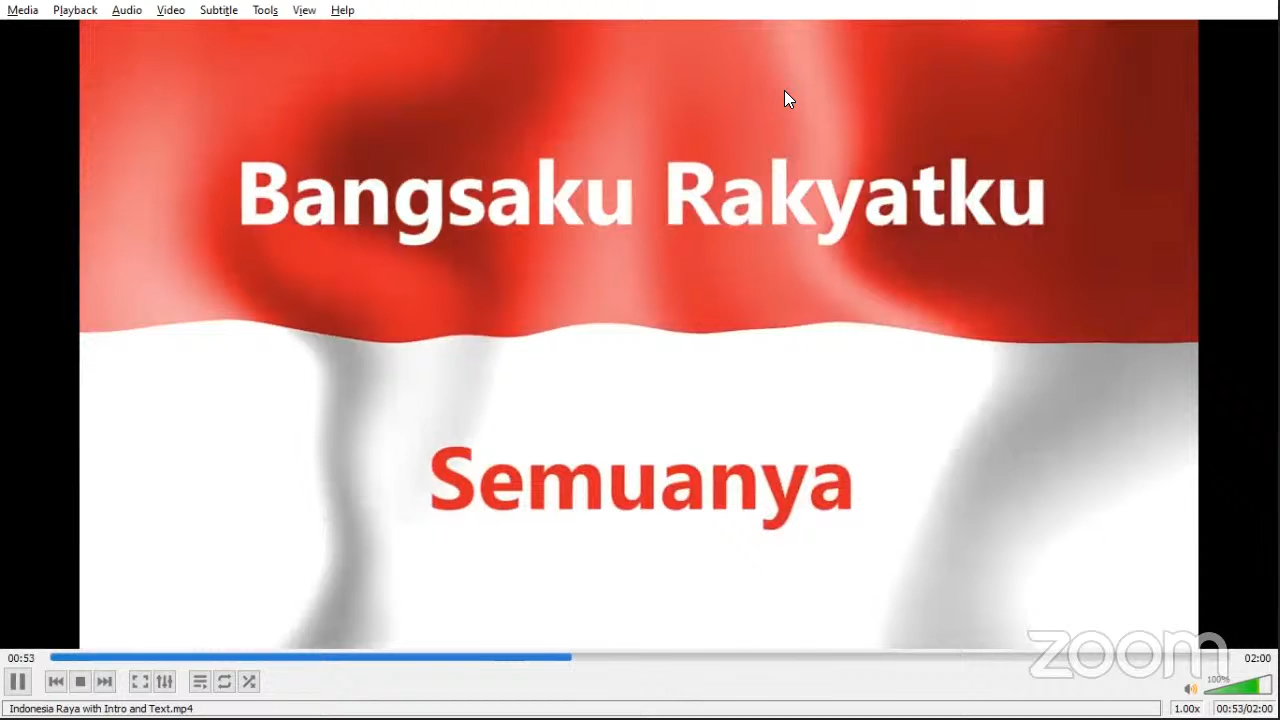 Media Playback Audio Video Subtitle Tools View Help
Bangsaku Rakyatku
Semuanya
zoom
00:53 02:00
100%
Indonesia Raya with Intro and Text.mp4 1.00x 00:53/02:00